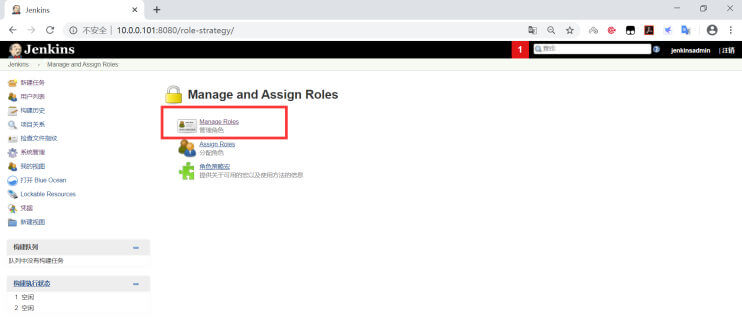 Jenkins
不安全 | 10.0.0.101:8080/role-strategy/
Jenkins
1
查找
jenkinsadmin
| 注销
Jenkins › Manage and Assign Roles
新建任务
用户列表
构建历史
项目关系
检查文件指纹
系统管理
我的视图
打开 Blue Ocean
Lockable Resources
凭据
新建视图
构建队列
队列中没有构建任务
构建执行状态
1 空闲
2 空闲
Manage and Assign Roles
Manage Roles
管理角色
Assign Roles
分配角色
角色策略宏
提供关于可用的宏以及使用方法的信息